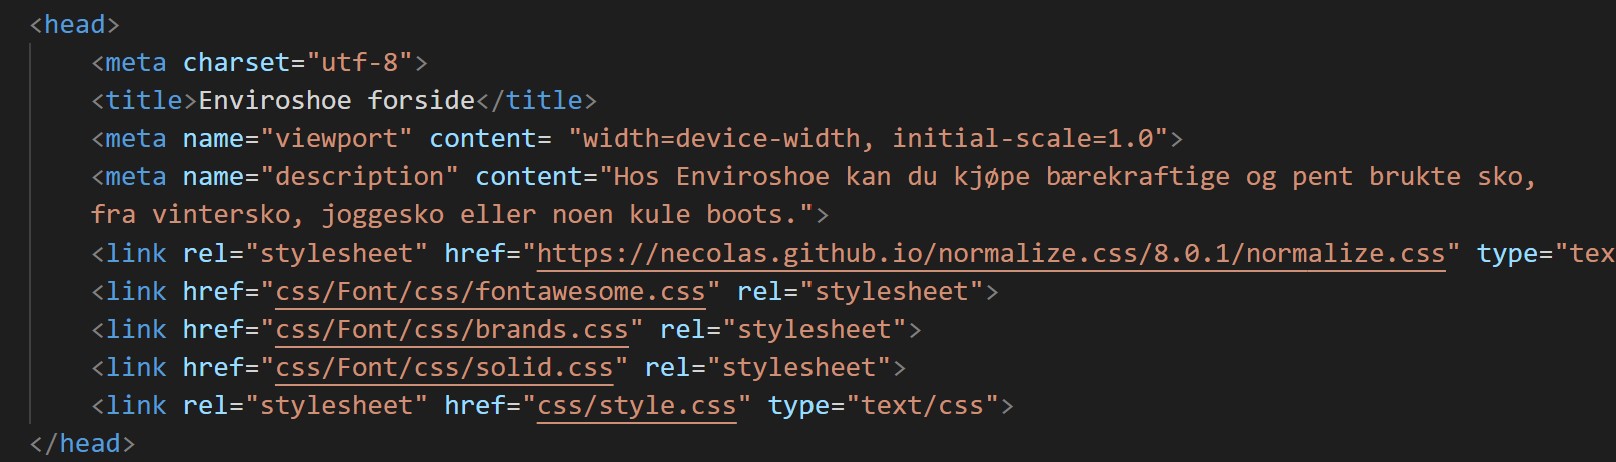 <head>
<meta charset="utf-8">
<title>Enviroshoe forside</title>
<meta name="viewport" content= "width=device-width, initial-scale=1.0">
<meta name="description" content="Hos Enviroshoe kan du kjøpe bærekraftige og pent brukte sko,
fra vintersko, joggesko eller noen kule boots.">
<link rel="stylesheet" href="https://necolas.github.io/normalize.css/8.0.1/normalize.css" type="tex
<link href="css/Font/css/fontawesome.css" rel="stylesheet">
<link href="css/Font/css/brands.css" rel="stylesheet">
<link href="css/Font/css/solid.css" rel="stylesheet">
<link rel="stylesheet" href="css/style.css" type="text/css">
</head>